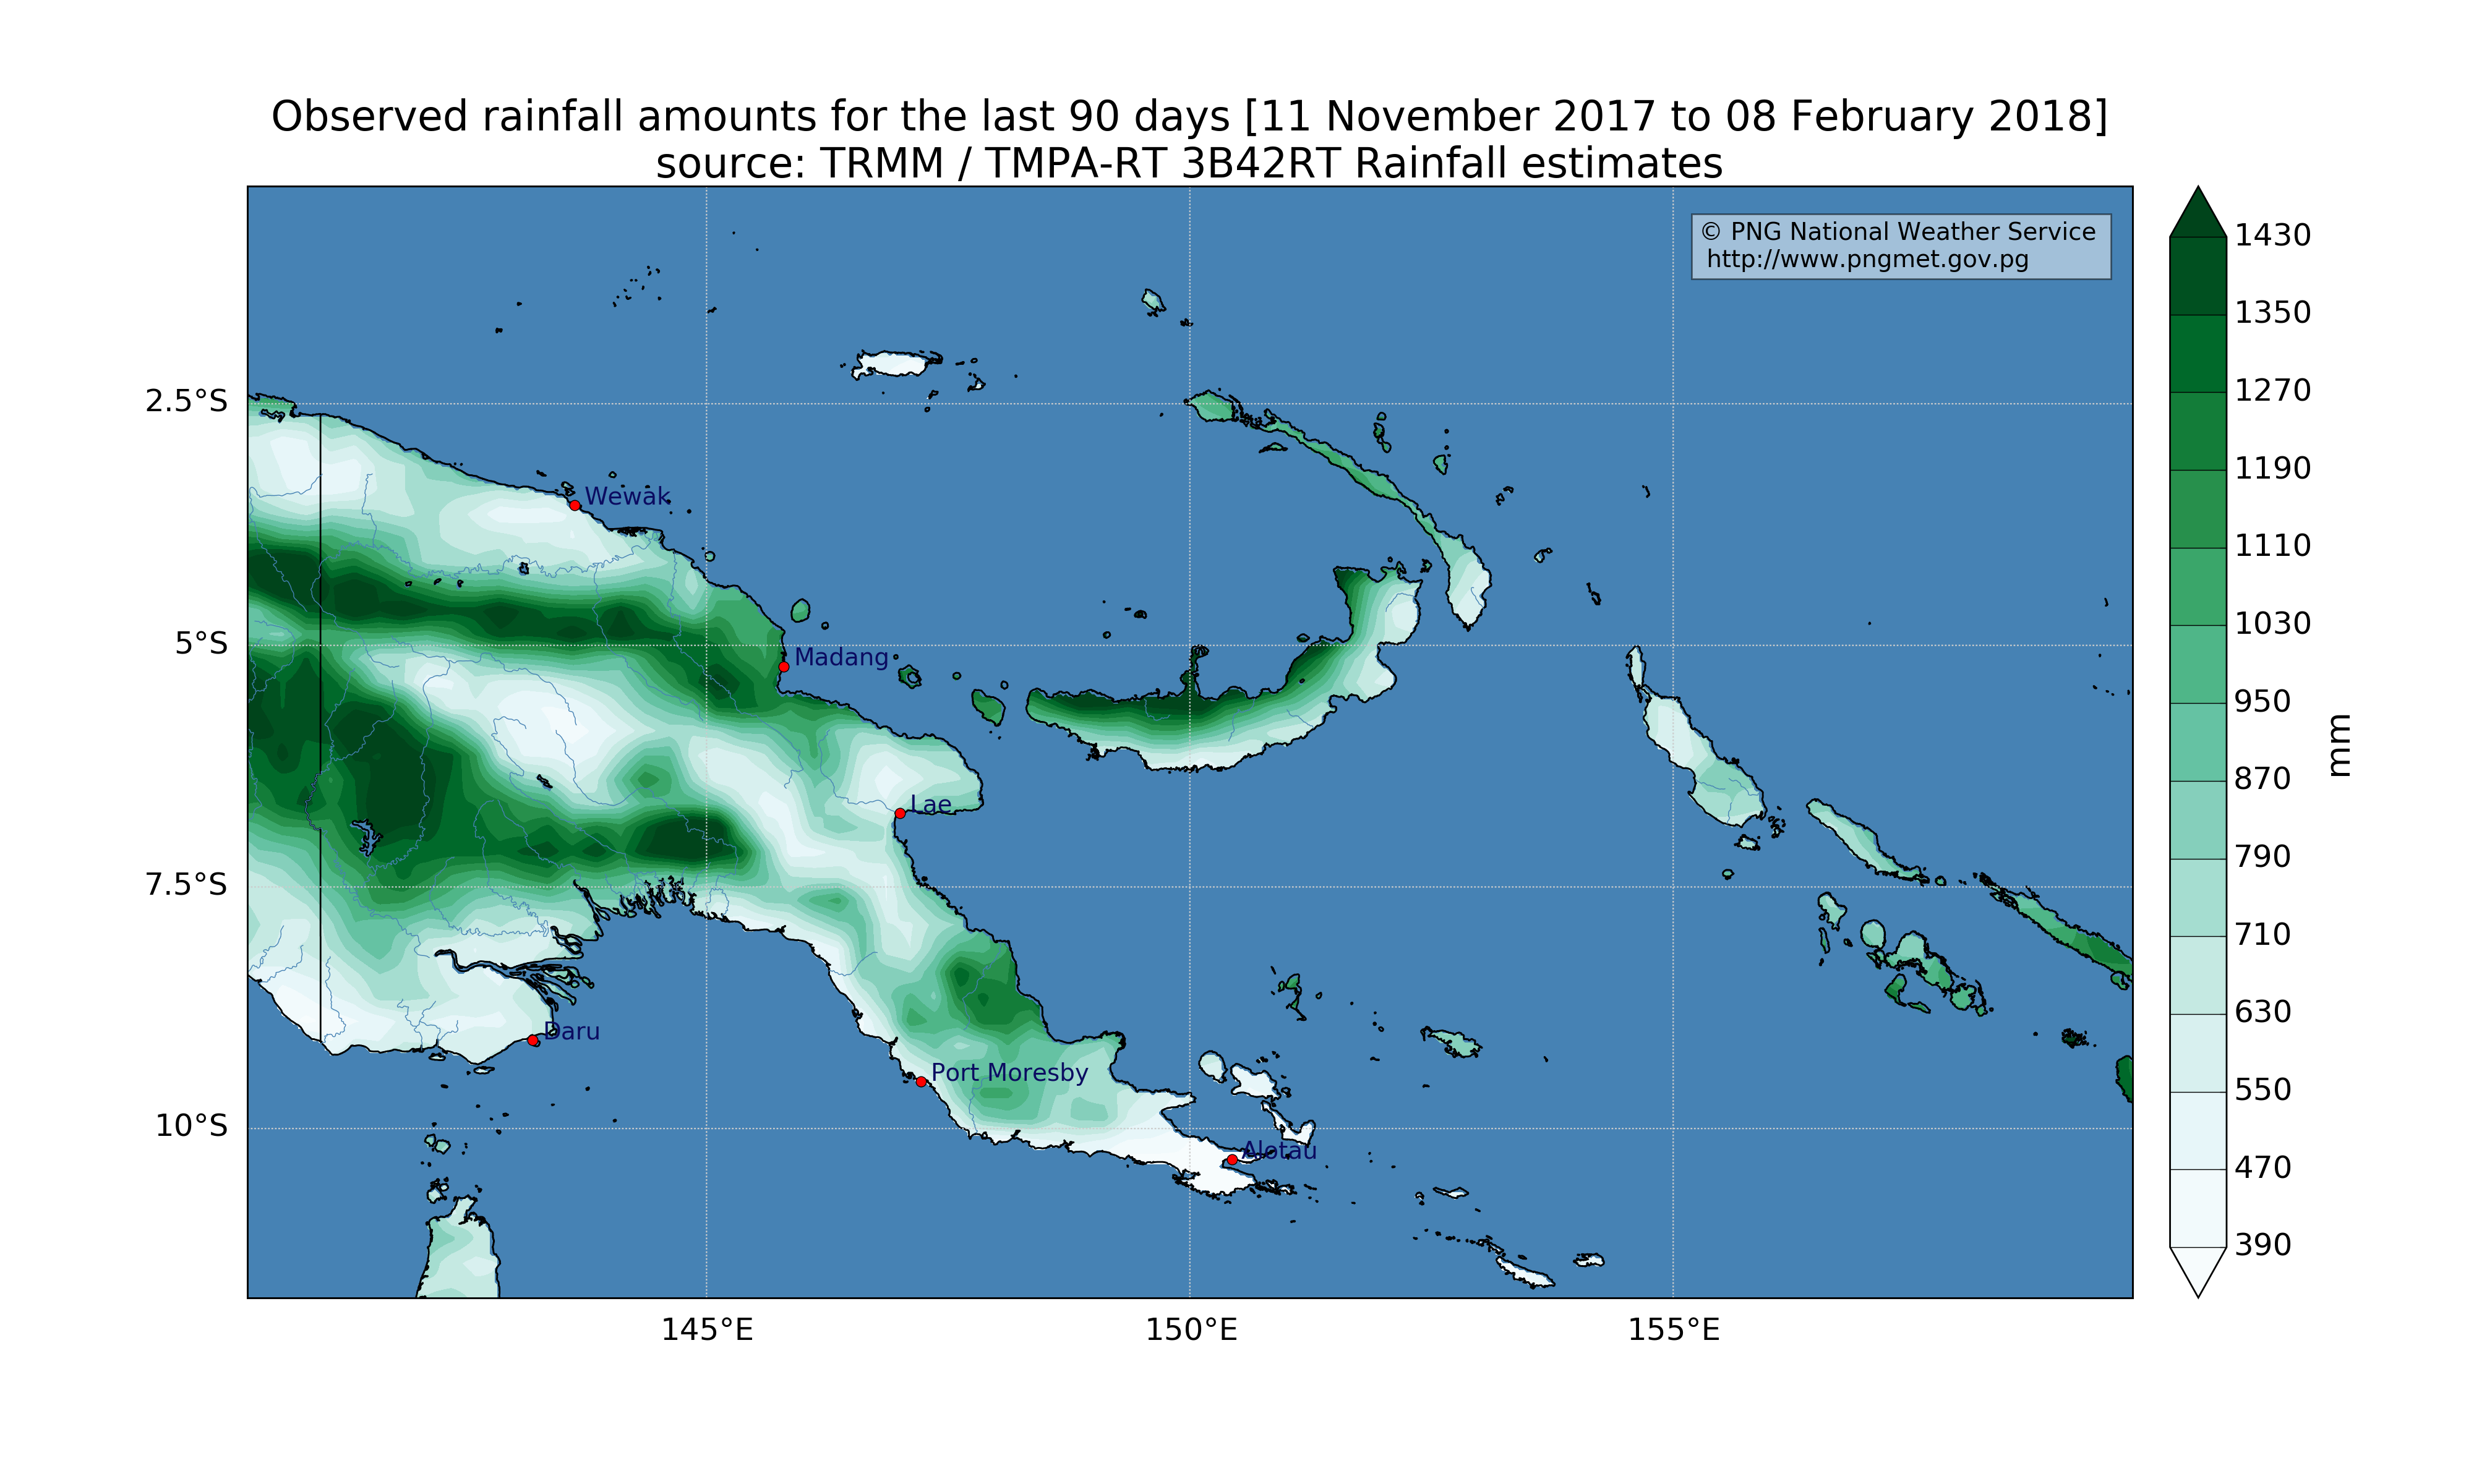 Observed rainfall amounts for the last 90 days [11 November 2017 to 08 February 2018]
source: TRMM / TMPA-RT 3B42RT Rainfall estimates
© PNG National Weather Service
http://www.pngmet.gov.pg
2.5°S
5°S
7.5°S
10°S
Wewak
Madang
Lae
Daru
Port Moresby
Alotau
145°E
150°E
155°E
1430
1350
1270
1190
1110
1030
950
870
790
710
630
550
470
390
mm